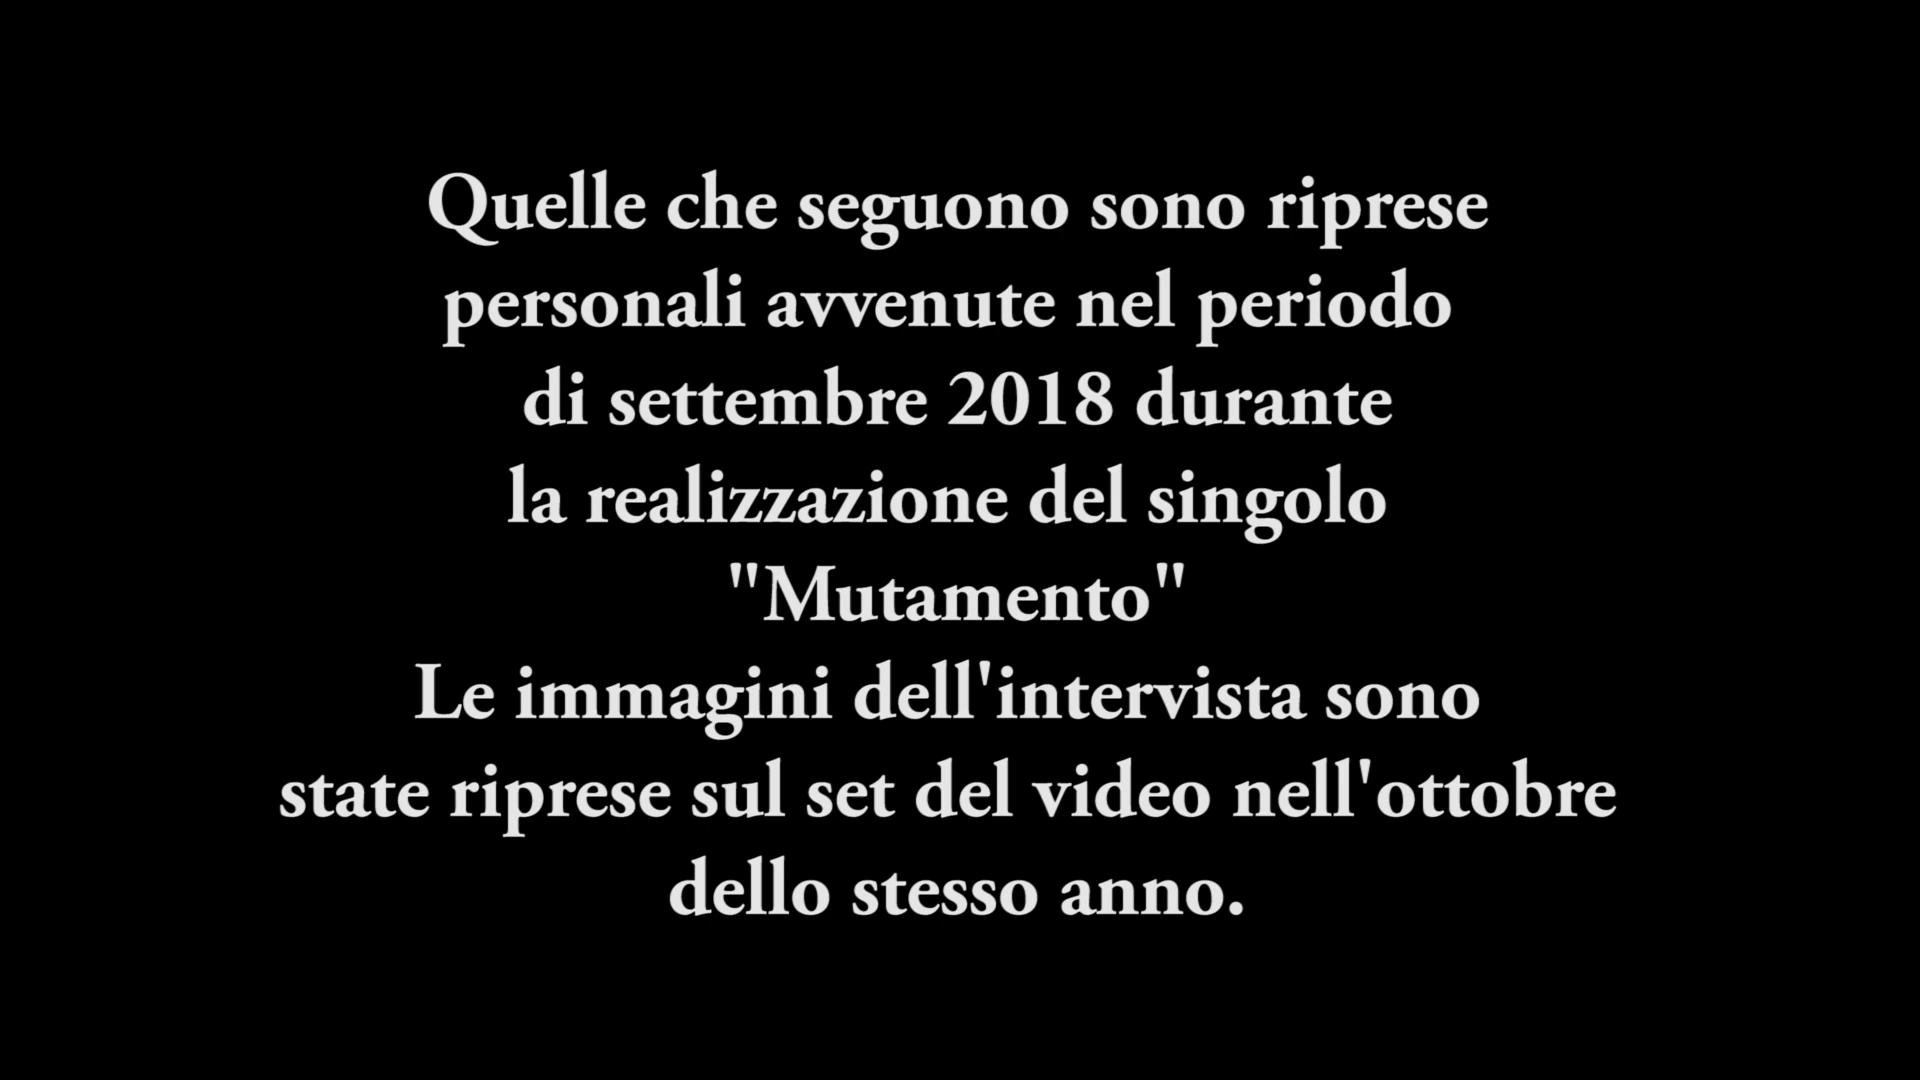 Quelle che seguono sono riprese
personali avvenute nel periodo
di settembre 2018 durante
la realizzazione del singolo
"Mutamento"
Le immagini dell'intervista sono
state riprese sul set del video nell'ottobre
dello stesso anno.